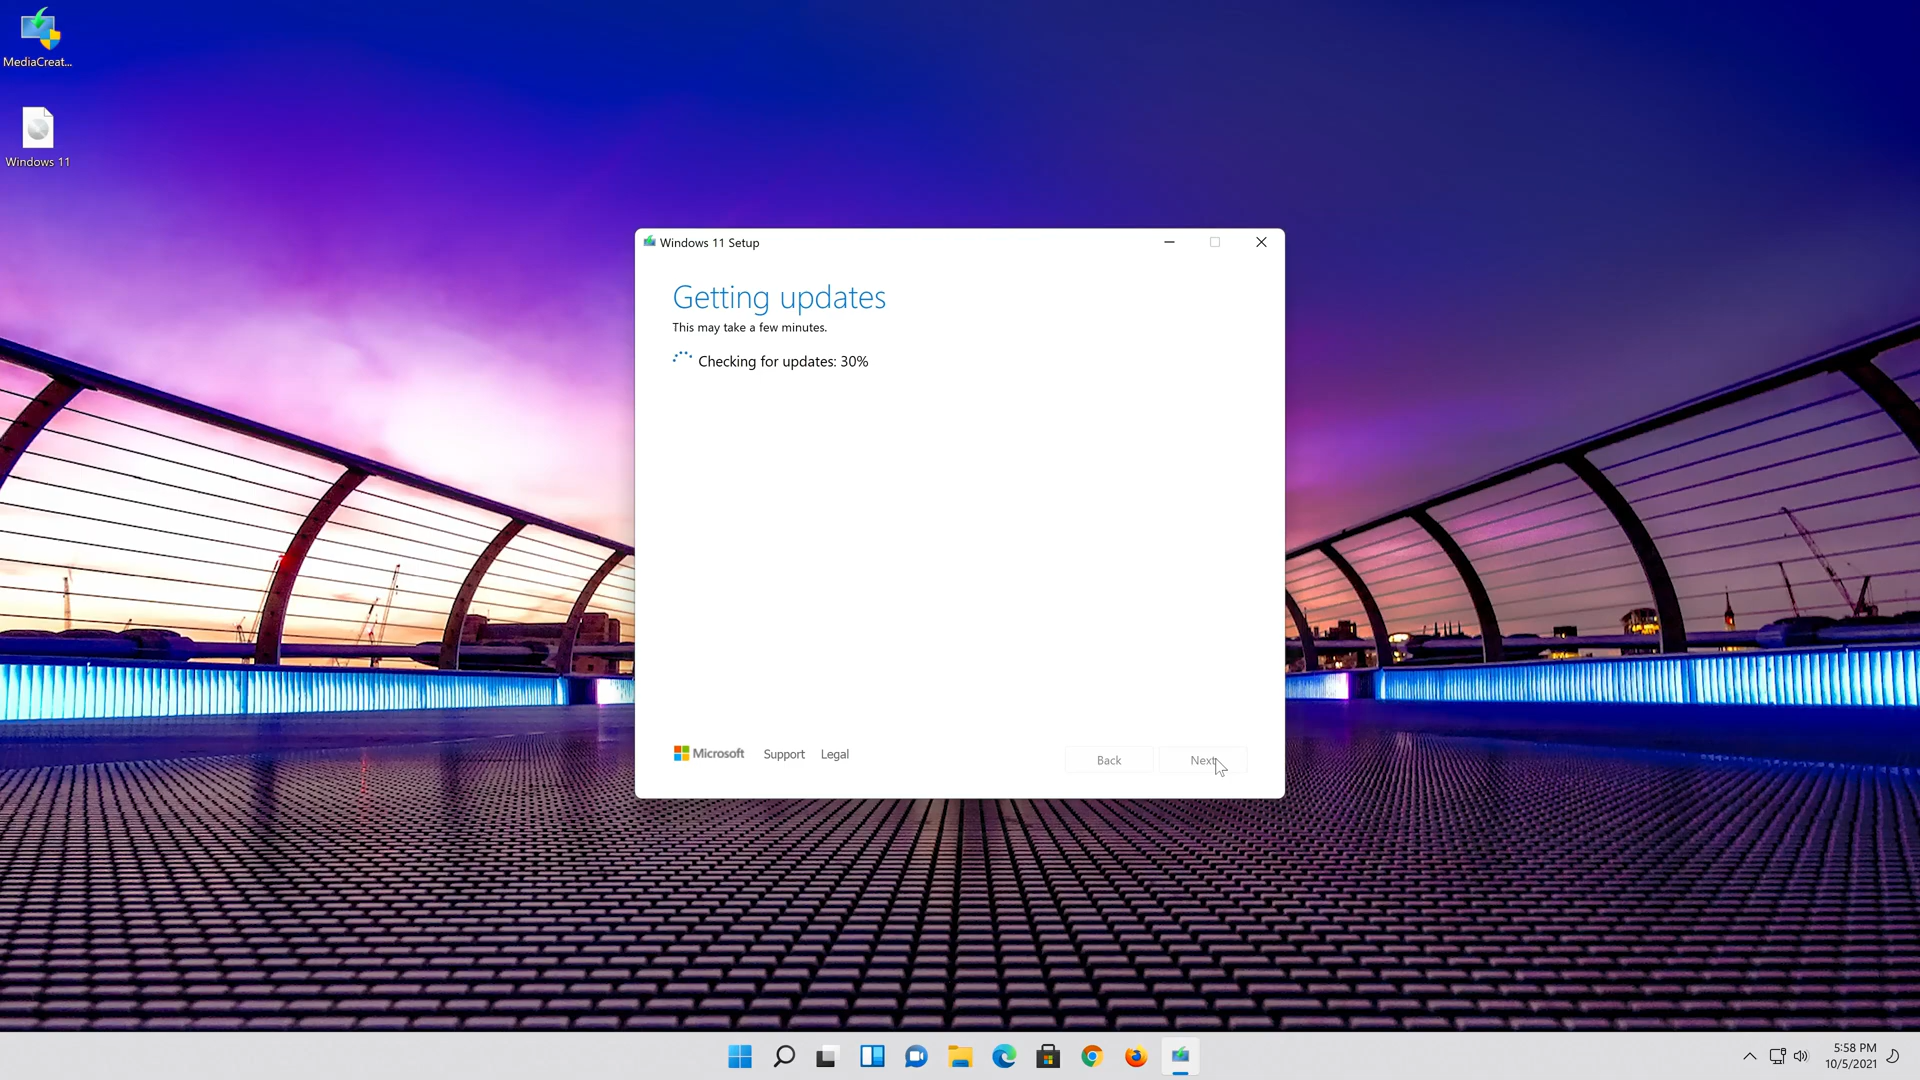 MediaCreat...
Windows 11
Windows 11 Setup
Getting updates
This may take a few minutes.
Checking for updates: 30%
Microsoft
Support
Legal
Back
Next
5:58 PM
10/5/2021